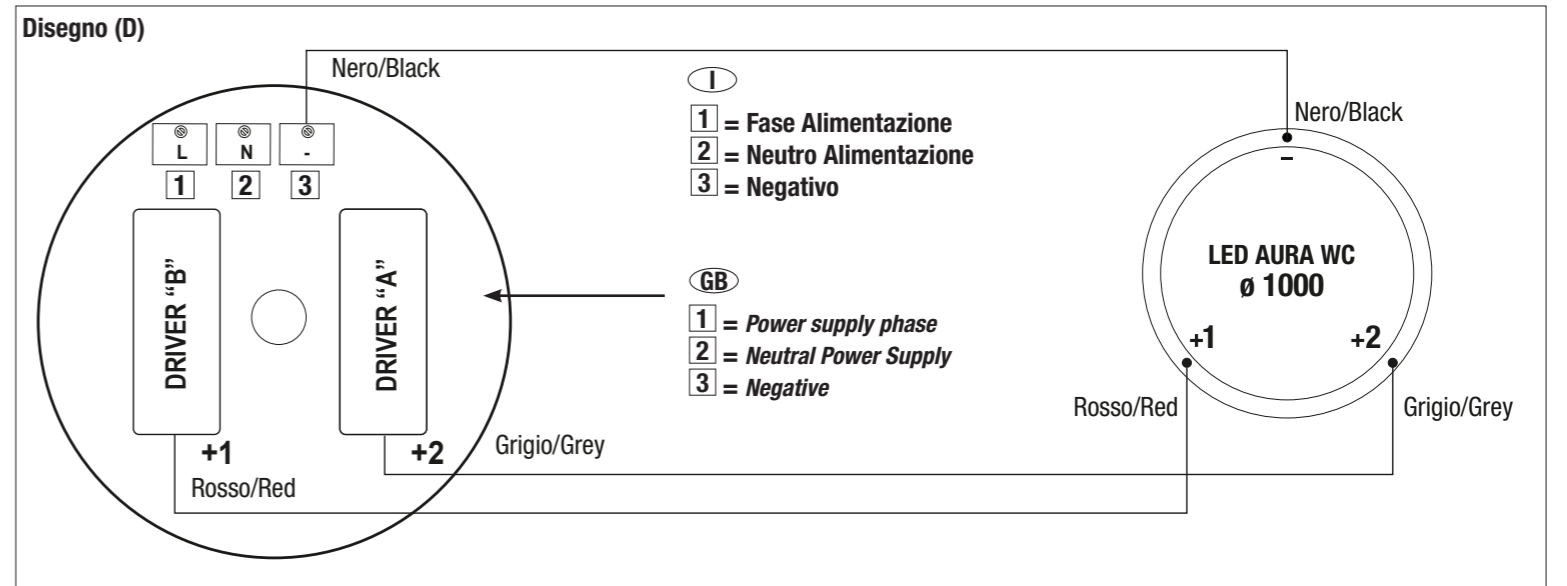 Disegno (D)
Nero/Black
L N -
1 2 3
DRIVER “B”
DRIVER “A”
+1
+2
Rosso/Red
Grigio/Grey
I
1 = Fase Alimentazione
2 = Neutro Alimentazione
3 = Negativo
GB
1 = Power supply phase
2 = Neutral Power Supply
3 = Negative
Nero/Black
–
LED AURA WC
ø 1000
+1 +2
Rosso/Red
Grigio/Grey